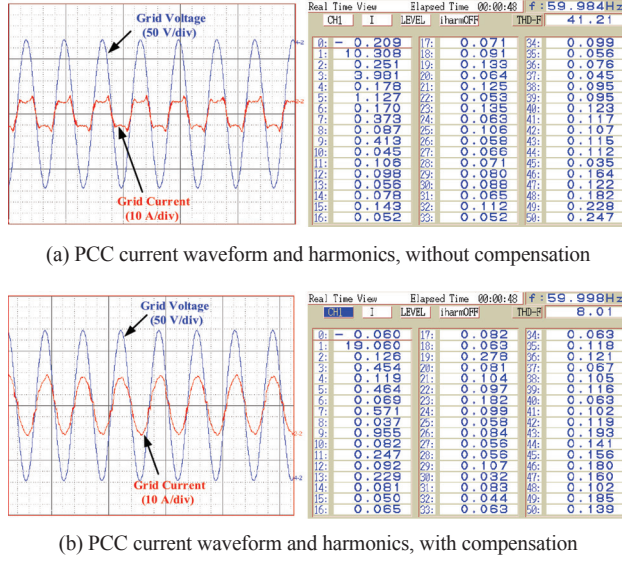 Grid Voltage
(50 V/div)
Grid Current
(10 A/div)
Real Time View Elapsed Time 00:00:48 f:59.984Hz
CH1 I LEVEL iharmOFF THD-F 41.21
0: - 0.209 17: 0.071 34: 0.099
1: 10.308 18: 0.091 35: 0.056
2: 0.251 19: 0.133 36: 0.076
3: 3.981 20: 0.064 37: 0.045
4: 0.178 21: 0.125 38: 0.095
5: 1.127 22: 0.053 39: 0.095
6: 0.170 23: 0.135 40: 0.123
7: 0.373 24: 0.063 41: 0.117
8: 0.087 25: 0.106 42: 0.107
9: 0.413 26: 0.058 43: 0.115
10: 0.045 27: 0.066 44: 0.112
11: 0.106 28: 0.071 45: 0.035
12: 0.098 29: 0.080 46: 0.164
13: 0.056 30: 0.088 47: 0.122
14: 0.078 31: 0.065 48: 0.182
15: 0.143 32: 0.112 49: 0.228
16: 0.052 33: 0.052 50: 0.247
(a) PCC current waveform and harmonics, without compensation
Grid Voltage
(50 V/div)
Grid Current
(10 A/div)
Real Time View Elapsed Time 00:00:48 f:59.998Hz
CH1 I LEVEL iharmOFF THD-F 8.01
0: - 0.060 17: 0.082 34: 0.063
1: 19.060 18: 0.063 35: 0.118
2: 0.126 19: 0.278 36: 0.121
3: 0.454 20: 0.081 37: 0.067
4: 0.119 21: 0.104 38: 0.105
5: 0.464 22: 0.097 39: 0.116
6: 0.069 23: 0.182 40: 0.063
7: 0.571 24: 0.099 41: 0.102
8: 0.037 25: 0.058 42: 0.119
9: 0.955 26: 0.084 43: 0.193
10: 0.082 27: 0.056 44: 0.141
11: 0.247 28: 0.056 45: 0.156
12: 0.092 29: 0.107 46: 0.180
13: 0.229 30: 0.032 47: 0.160
14: 0.061 31: 0.083 48: 0.102
15: 0.050 32: 0.044 49: 0.185
16: 0.065 33: 0.063 50: 0.139
(b) PCC current waveform and harmonics, with compensation